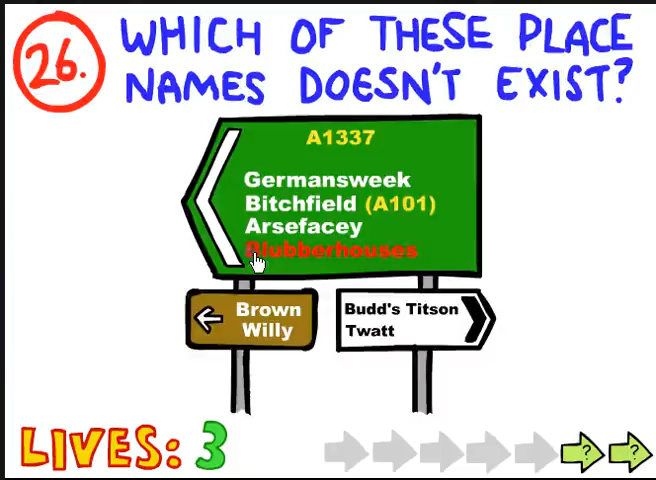 26.
WHICH OF THESE PLACE
NAMES DOESN'T EXIST?
A1337
Germansweek
Bitchfield (A101)
Arsefacey
Blubberhouses
Brown
Willy
Budd's Titson
Twatt
LIVES: 3
? ?